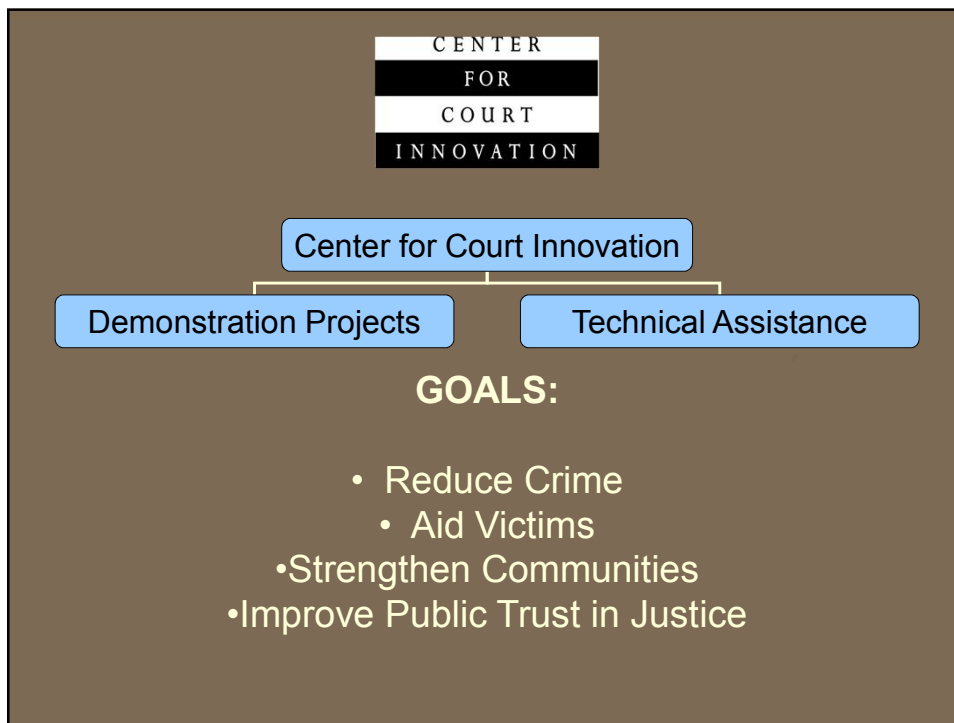 CENTER
FOR
COURT
INNOVATION
Center for Court Innovation
Demonstration Projects
Technical Assistance
GOALS:
• Reduce Crime
• Aid Victims
•Strengthen Communities
•Improve Public Trust in Justice